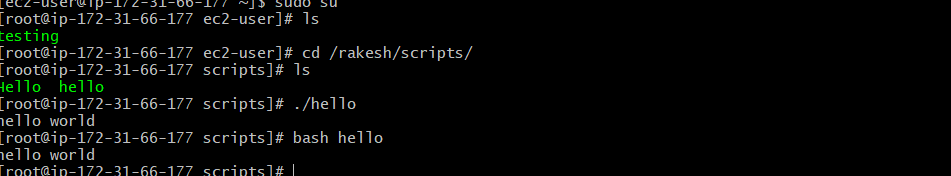 [ec2-user@ip-172-31-66-177 ~]$ sudo su
[root@ip-172-31-66-177 ec2-user]# ls
testing
[root@ip-172-31-66-177 ec2-user]# cd /rakesh/scripts/
[root@ip-172-31-66-177 scripts]# ls
Hello  hello
[root@ip-172-31-66-177 scripts]# ./hello
hello world
[root@ip-172-31-66-177 scripts]# bash hello
hello world
[root@ip-172-31-66-177 scripts]#